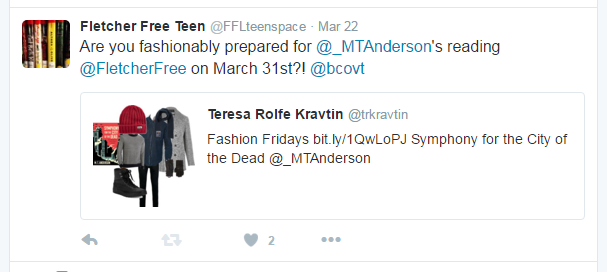 Fletcher Free Teen @FFLteenspace · Mar 22
Are you fashionably prepared for @_MTAnderson's reading
@FletcherFree on March 31st?! @bcovt
Teresa Rolfe Kravtin @trkravtin
Fashion Fridays bit.ly/1QwLoPJ Symphony for the City of
the Dead @_MTAnderson
2